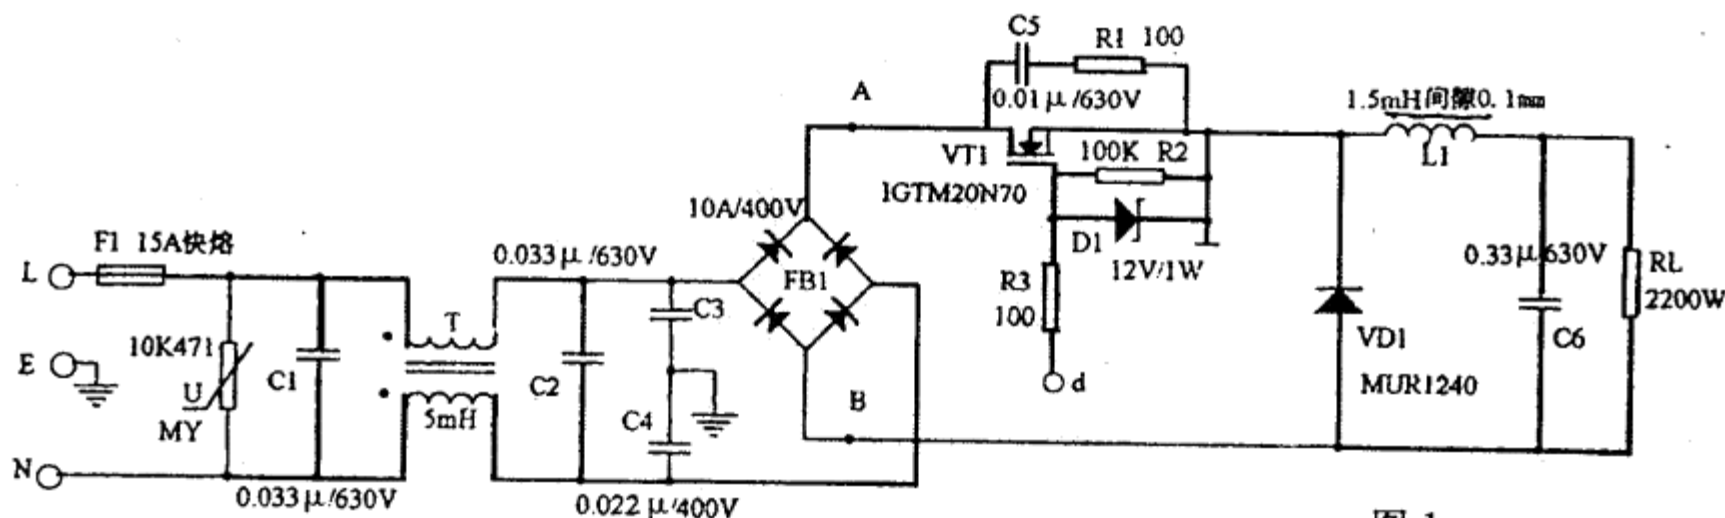 C5
R1 100
0.01μ/630V
A
1.5mH间隙0.1mm
L1
VT1
100K R2
IGTM20N70
10A/400V
D1
12V/1W
F1 15A快熔
0.033μ/630V
FB1
R3
100
0.33μ/630V
RL
2200W
L
T
C3
10K471
E
U
C1
C2
d
VD1
C6
MY
5mH
C4
B
MUR1240
N
0.033μ/630V
0.022μ/400V